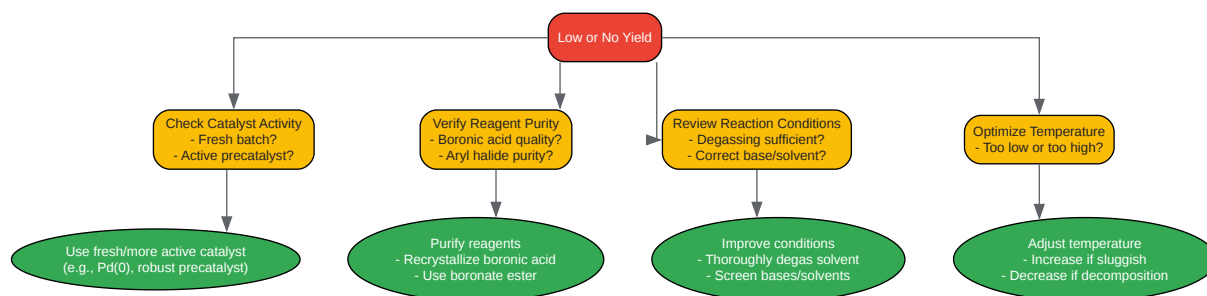 Low or No Yield
Check Catalyst Activity
- Fresh batch?
- Active precatalyst?
Verify Reagent Purity
- Boronic acid quality?
- Aryl halide purity?
Review Reaction Conditions
- Degassing sufficient?
- Correct base/solvent?
Optimize Temperature
- Too low or too high?
Use fresh/more active catalyst
(e.g., Pd(0), robust precatalyst)
Purify reagents
- Recrystallize boronic acid
- Use boronate ester
Improve conditions
- Thoroughly degas solvent
- Screen bases/solvents
Adjust temperature
- Increase if sluggish
- Decrease if decomposition